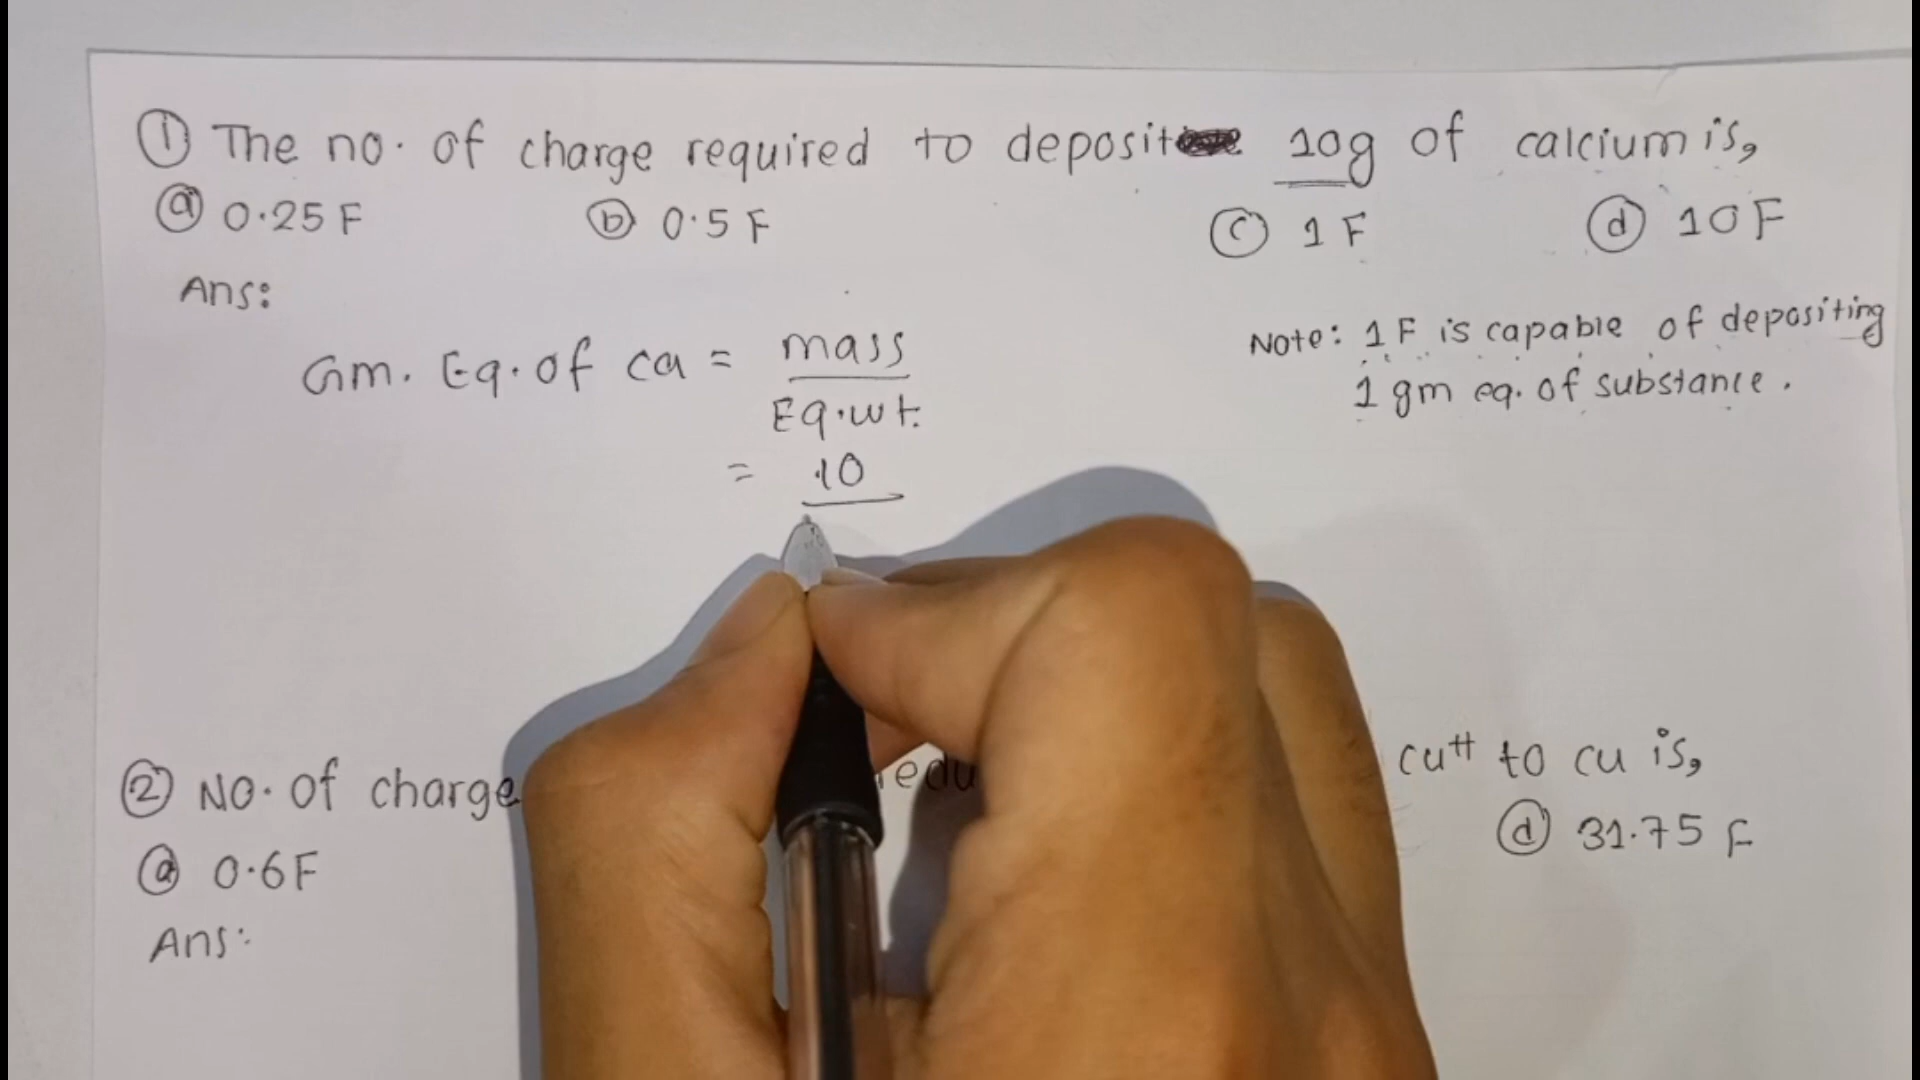 ① The no. of charge required to deposit 10g of calcium is,
ⓐ 0.25 F ⓑ 0.5 F ⓒ 1 F ⓓ 10 F
Ans:
Gm. Eq. of ca = mass
Eq.wt.
= 10
Note: 1 F is capable of depositing
1 gm eq. of substance.
② NO. of charge cu++ to cu is,
ⓐ 0.6F ⓓ 31.75 F
Ans: